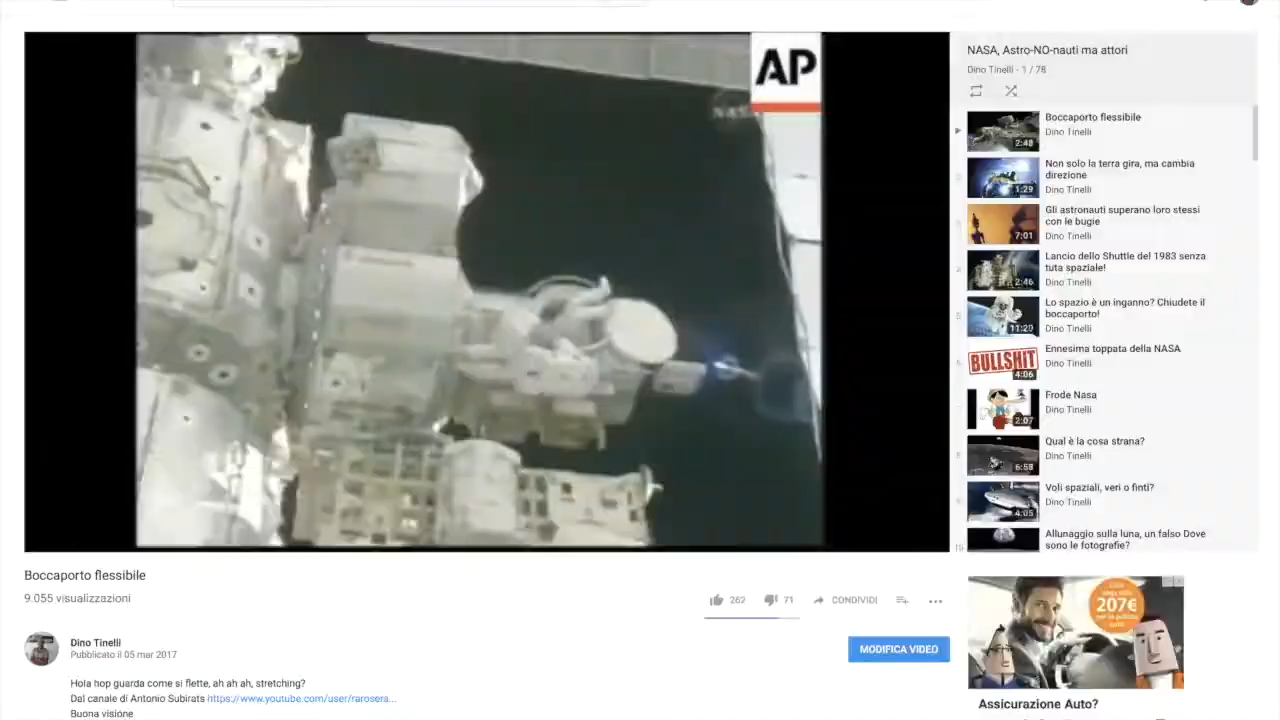 AP
NASA, Astro-NO-nauti ma attori
Dino Tinelli - 1 / 78
Boccaporto flessibile
Dino Tinelli
2:48
Non solo la terra gira, ma cambia
direzione
Dino Tinelli
1:29
Gli astronauti superano loro stessi
con le bugie
Dino Tinelli
7:01
Lancio dello Shuttle del 1983 senza
tuta spaziale!
Dino Tinelli
2:46
Lo spazio è un inganno? Chiudete il
boccaporto!
Dino Tinelli
11:20
Ennesima toppata della NASA
Dino Tinelli
BULLSHIT
4:06
Frode Nasa
Dino Tinelli
2:07
Qual è la cosa strana?
Dino Tinelli
6:58
Voli spaziali, veri o finti?
Dino Tinelli
4:05
Allunaggio sulla luna, un falso Dove
sono le fotografie?
Boccaporto flessibile
9.055 visualizzazioni
262
71
CONDIVIDI
Dino Tinelli
Pubblicato il 05 mar 2017
MODIFICA VIDEO
Hola hop guarda come si flette, ah ah ah, stretching?
Dal canale di Antonio Subirats https://www.youtube.com/user/rarosera...
Buona visione
207€
Assicurazione Auto?